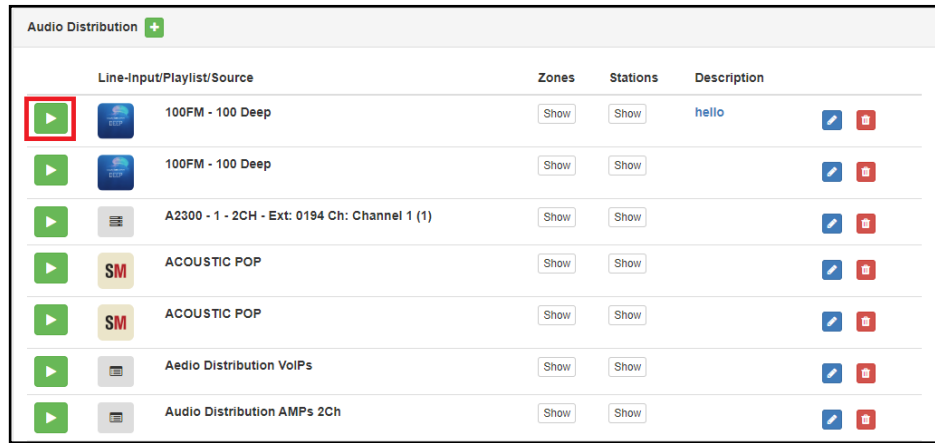 Audio Distribution
Line-Input/Playlist/Source Zones Stations Description
100FM - 100 Deep Show Show hello
100FM - 100 Deep Show Show
A2300 - 1 - 2CH - Ext: 0194 Ch: Channel 1 (1) Show Show
SM ACOUSTIC POP Show Show
SM ACOUSTIC POP Show Show
Aedio Distribution VoIPs Show Show
Audio Distribution AMPs 2Ch Show Show